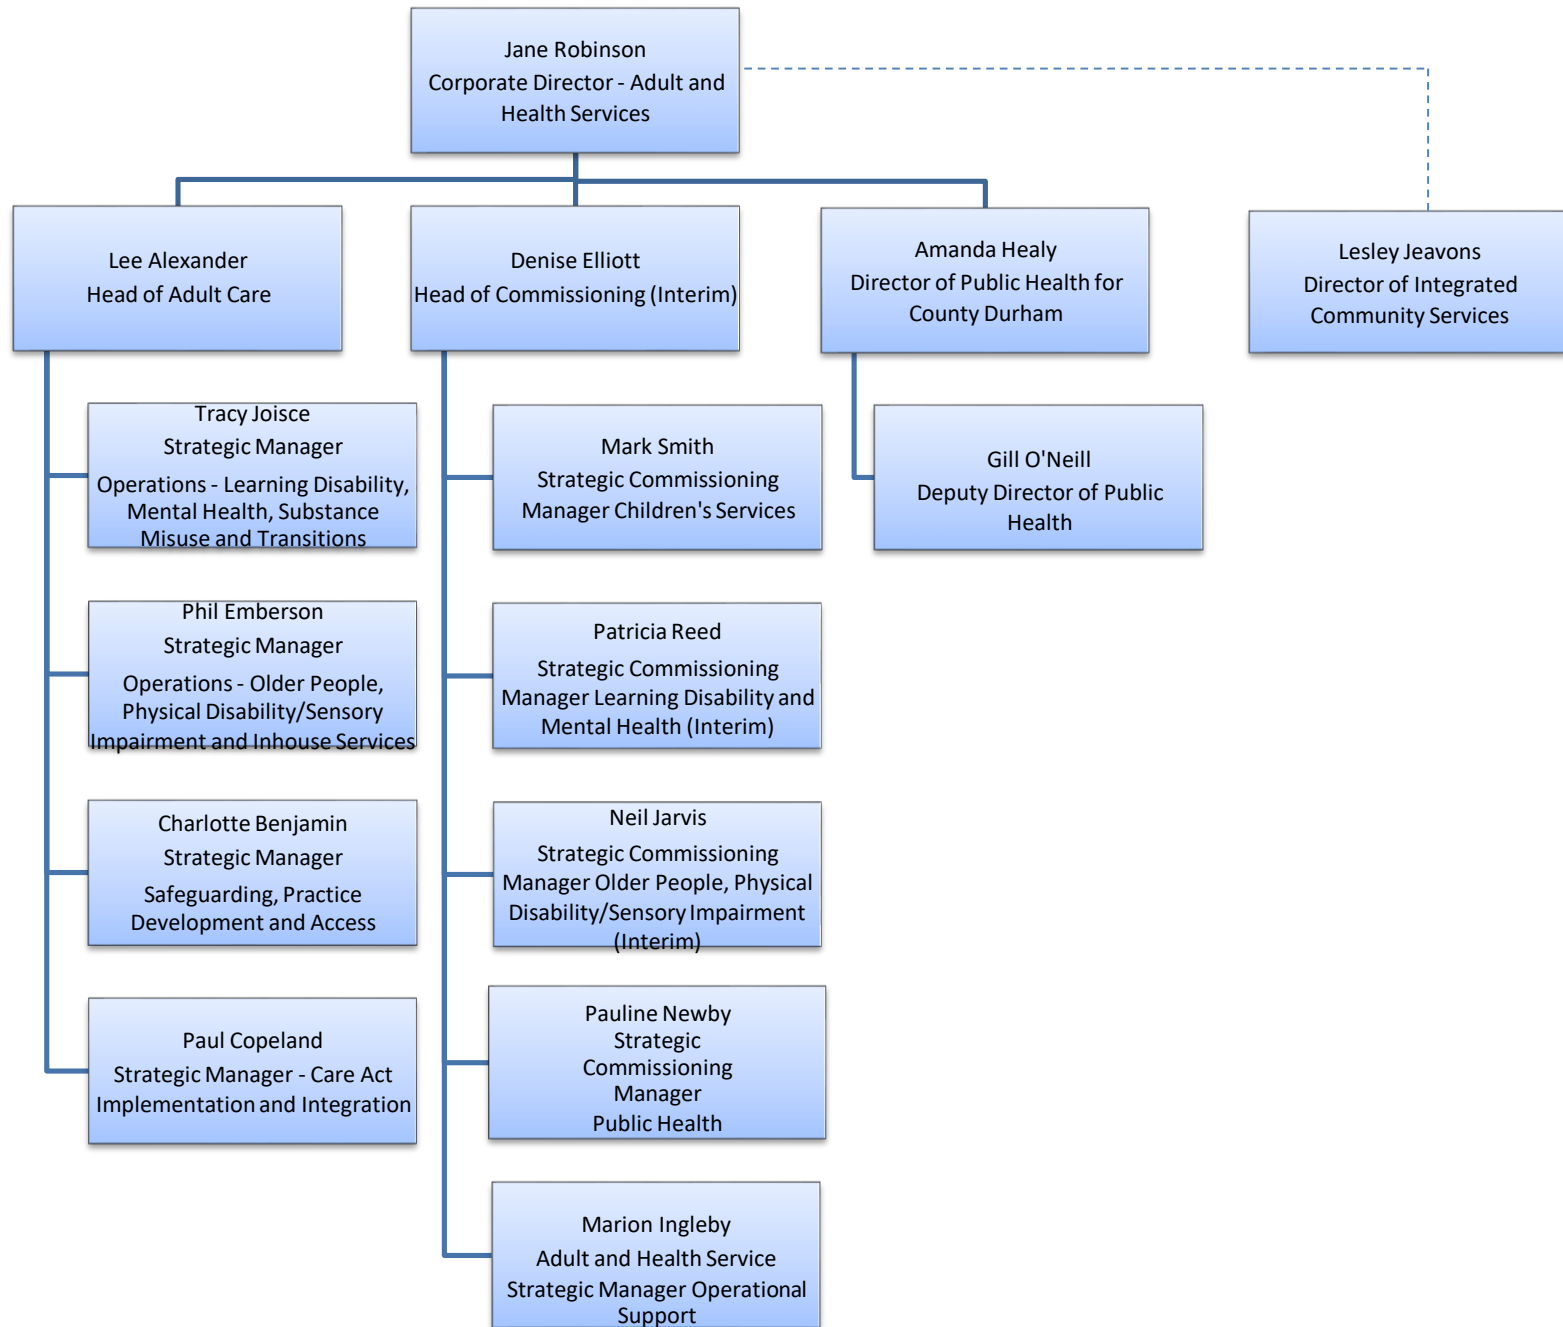 Jane Robinson
Corporate Director - Adult and
Health Services
Lee Alexander
Head of Adult Care
Denise Elliott
Head of Commissioning (Interim)
Amanda Healy
Director of Public Health for
County Durham
Lesley Jeavons
Director of Integrated
Community Services
Tracy Joisce
Strategic Manager
Operations - Learning Disability,
Mental Health, Substance
Misuse and Transitions
Phil Emberson
Strategic Manager
Operations - Older People,
Physical Disability/Sensory
Impairment and Inhouse Services
Charlotte Benjamin
Strategic Manager
Safeguarding, Practice
Development and Access
Paul Copeland
Strategic Manager - Care Act
Implementation and Integration
Mark Smith
Strategic Commissioning
Manager Children's Services
Patricia Reed
Strategic Commissioning
Manager Learning Disability and
Mental Health (Interim)
Neil Jarvis
Strategic Commissioning
Manager Older People, Physical
Disability/Sensory Impairment
(Interim)
Pauline Newby
Strategic
Commissioning
Manager
Public Health
Marion Ingleby
Adult and Health Service
Strategic Manager Operational
Support
Gill O'Neill
Deputy Director of Public
Health